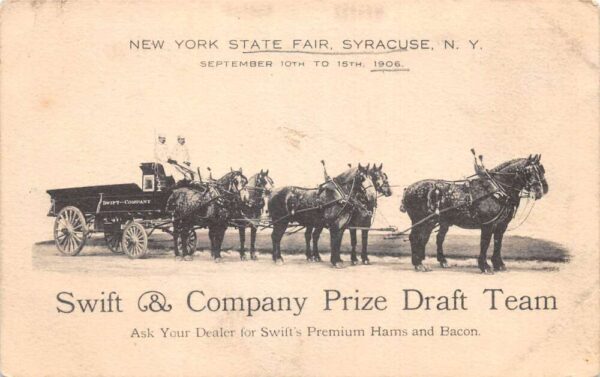 NEW YORK STATE FAIR, SYRACUSE, N. Y.
SEPTEMBER 10TH TO 15TH, 1906.
SWIFT & COMPANY
Swift & Company Prize Draft Team
Ask Your Dealer for Swift's Premium Hams and Bacon.